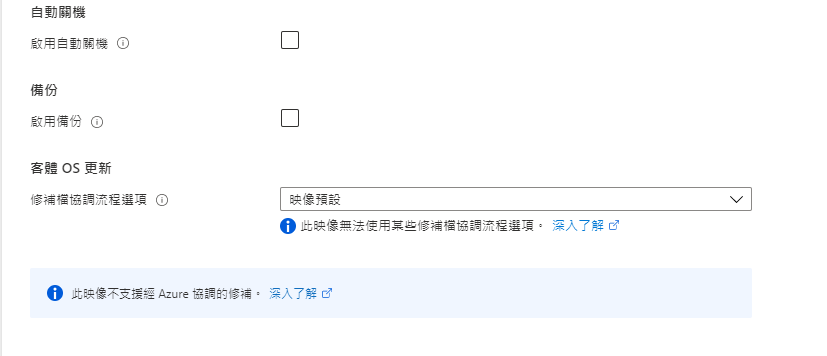 自動關機
啟用自動關機
備份
啟用備份
客體 OS 更新
修補檔協調流程選項 映像預設
此映像無法使用某些修補檔協調流程選項。 深入了解
此映像不支援經 Azure 協調的修補。 深入了解